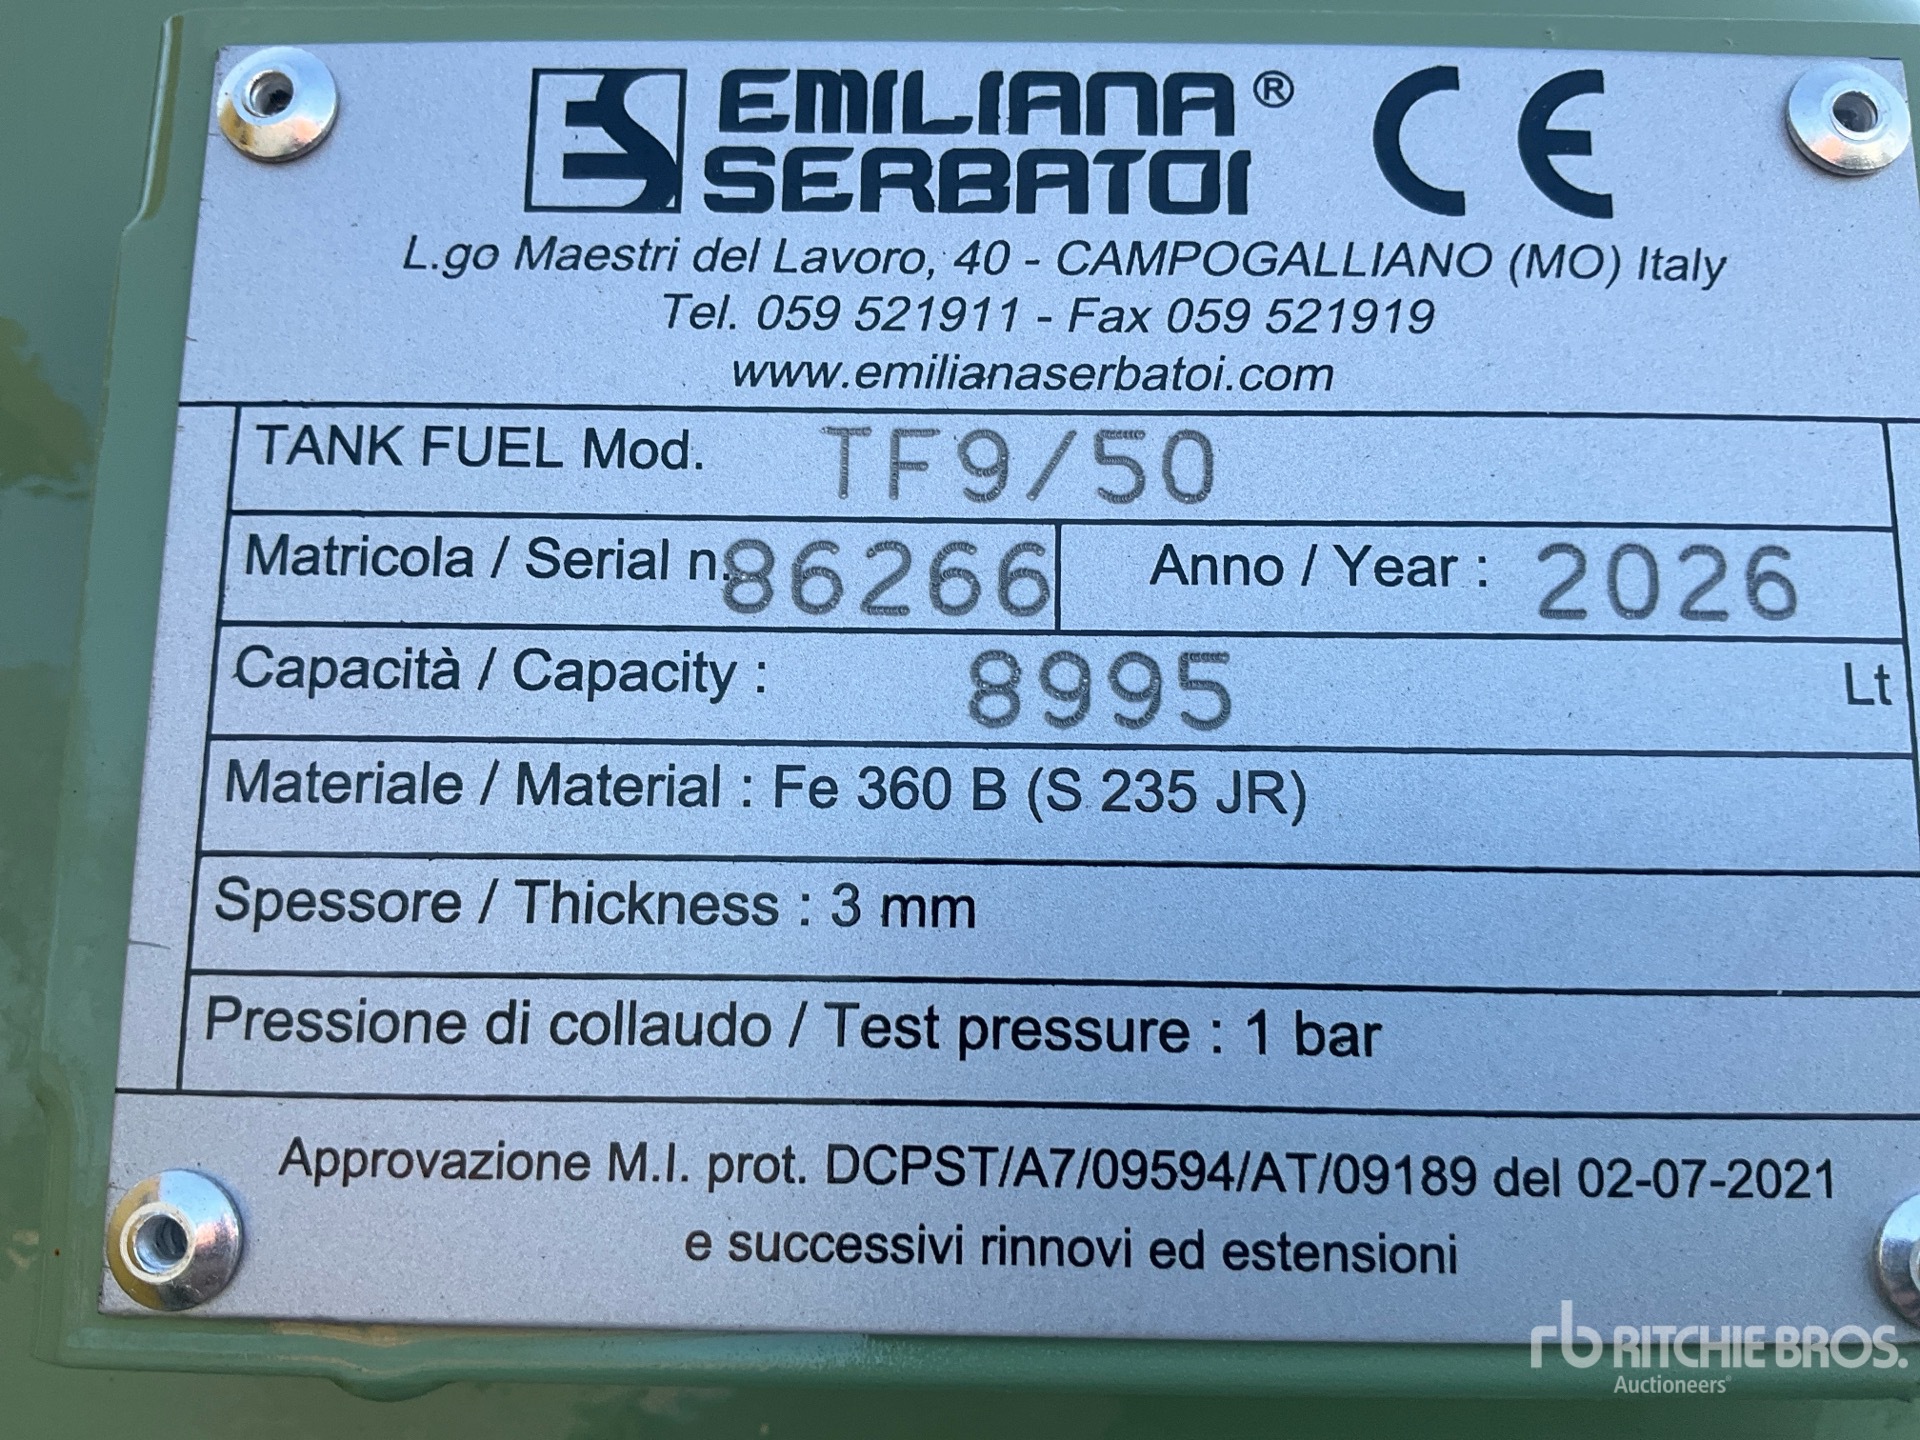 ES EMILIANA® CE
SERBATOI
L.go Maestri del Lavoro, 40 - CAMPOGALLIANO (MO) Italy
Tel. 059 521911 - Fax 059 521919
www.emilianaserbatoi.com
TANK FUEL Mod. TF9/50
Matricola / Serial n. 86266 Anno / Year : 2026
Capacità / Capacity : 8995 Lt
Materiale / Material : Fe 360 B (S 235 JR)
Spessore / Thickness : 3 mm
Pressione di collaudo / Test pressure : 1 bar
Approvazione M.I. prot. DCPST/A7/09594/AT/09189 del 02-07-2021
e successivi rinnovi ed estensioni
rb RITCHIE BROS.
Auctioneers